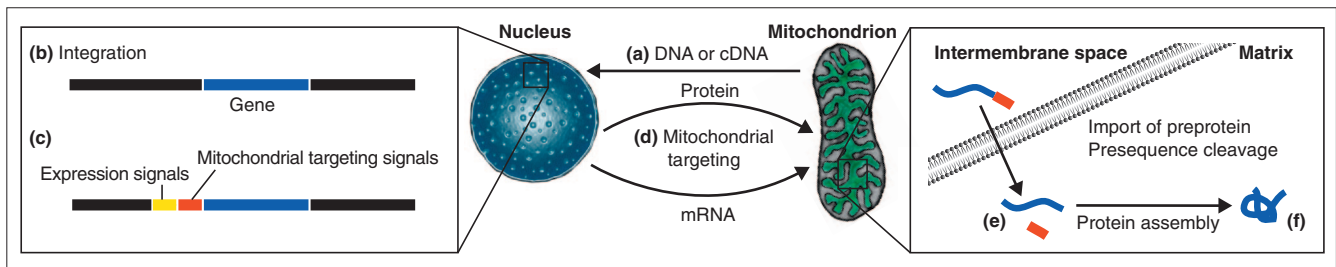 (b) Integration
Gene
(c)
Mitochondrial targeting signals
Expression signals
Nucleus
Mitochondrion
(a) DNA or cDNA
Protein
(d) Mitochondrial
targeting
mRNA
Intermembrane space
Matrix
Import of preprotein
Presequence cleavage
(e)
Protein assembly
(f)